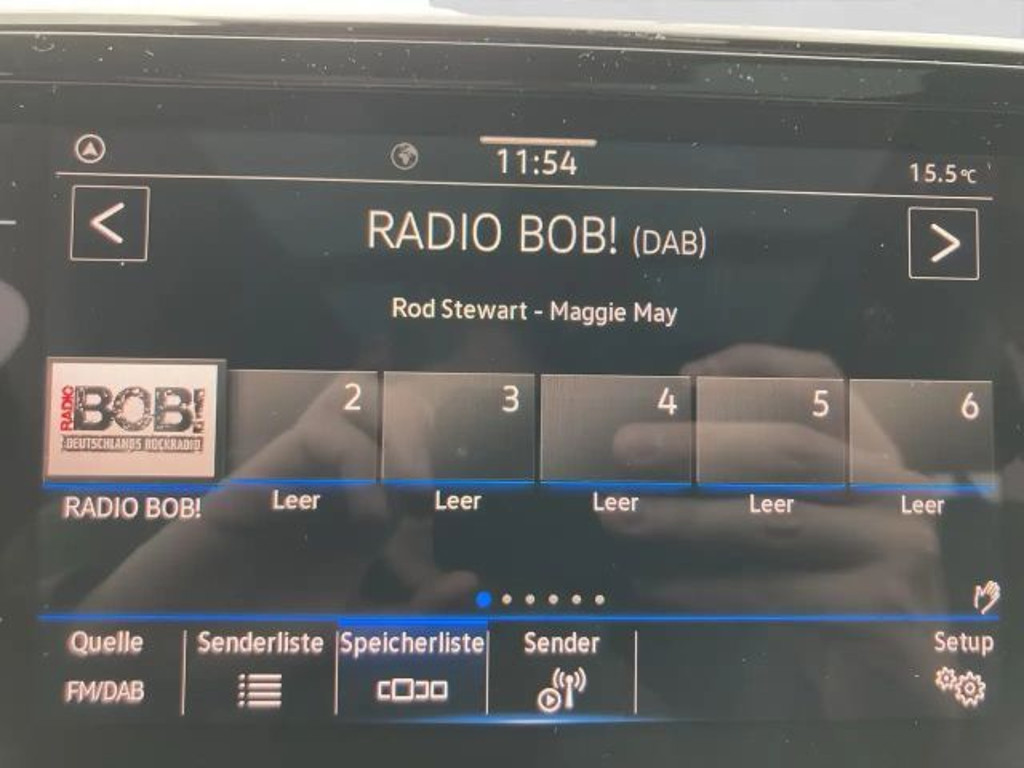 11:54
15.5°C
RADIO BOB! (DAB)
Rod Stewart - Maggie May
RADIO
BOB!
DEUTSCHLANDS ROCKRADIO
2
3
4
5
6
RADIO BOB!
Leer
Leer
Leer
Leer
Leer
Quelle
Senderliste
Speicherliste
Sender
Setup
FM/DAB